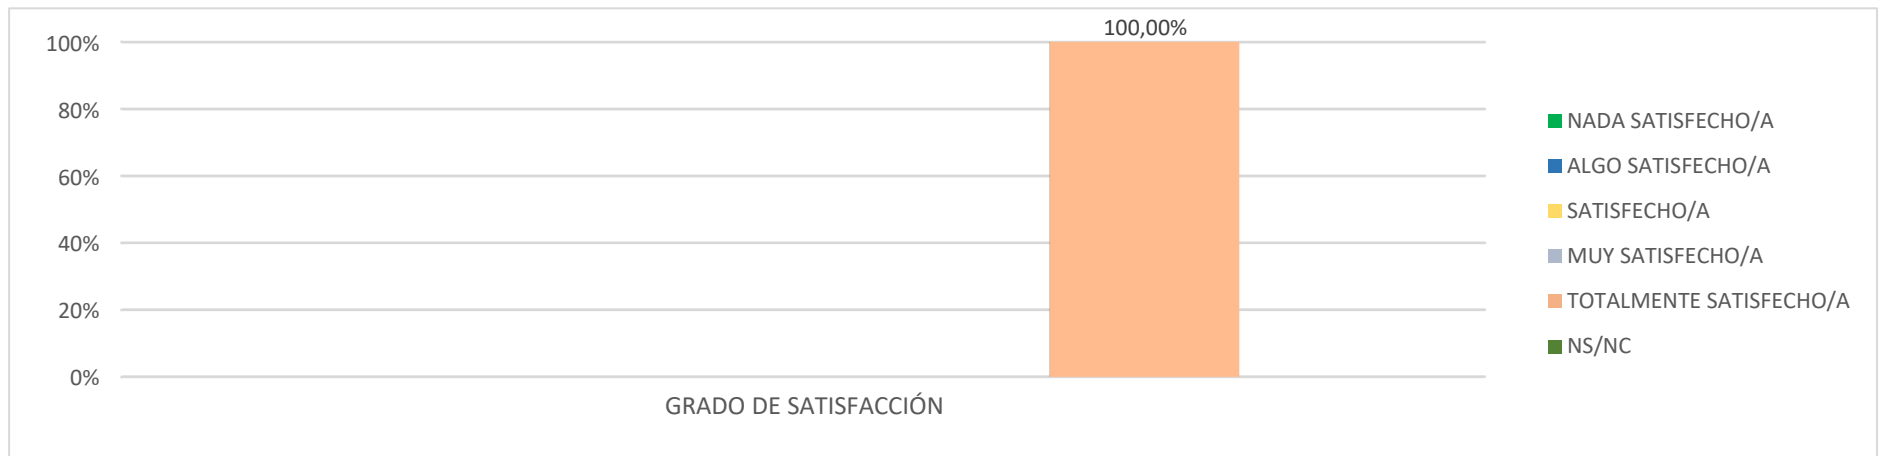 100,00%
100%
80%
60%
40%
20%
0%
GRADO DE SATISFACCIÓN
NADA SATISFECHO/A
ALGO SATISFECHO/A
SATISFECHO/A
MUY SATISFECHO/A
TOTALMENTE SATISFECHO/A
NS/NC